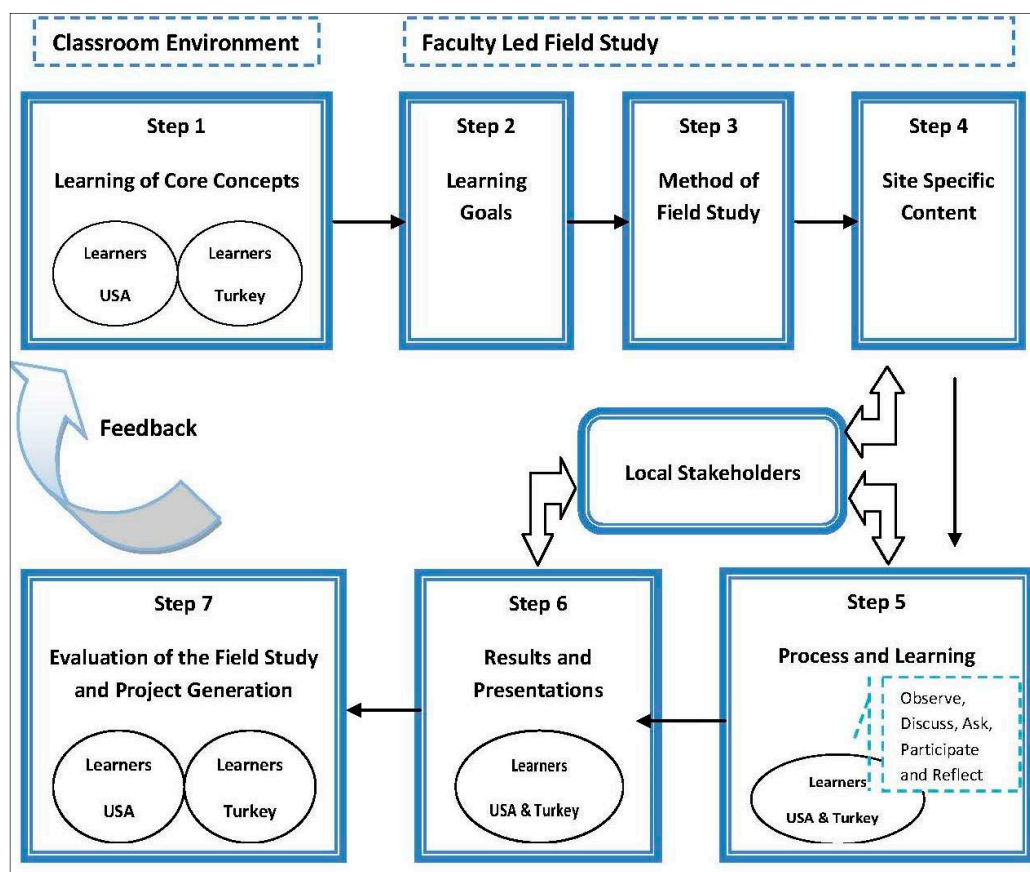 Classroom Environment
Faculty Led Field Study
Step 1
Learning of Core Concepts
Learners
USA
Learners
Turkey
Step 2
Learning
Goals
Step 3
Method of
Field Study
Step 4
Site Specific
Content
Feedback
Local Stakeholders
Step 7
Evaluation of the Field Study
and Project Generation
Learners
USA
Learners
Turkey
Step 6
Results and
Presentations
Learners
USA & Turkey
Step 5
Process and Learning
Observe,
Discuss, Ask,
Participate
and Reflect
Learners
USA & Turkey